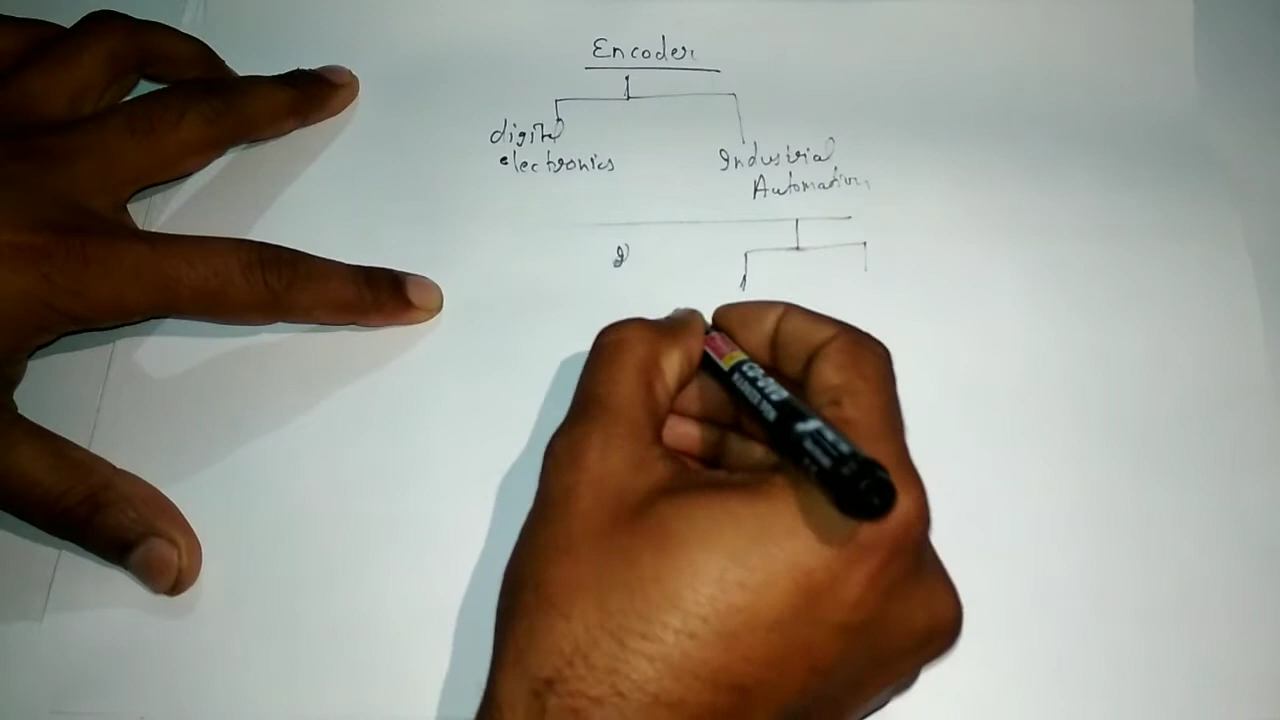 Encoder
digital
electronics
Industrial
Automation